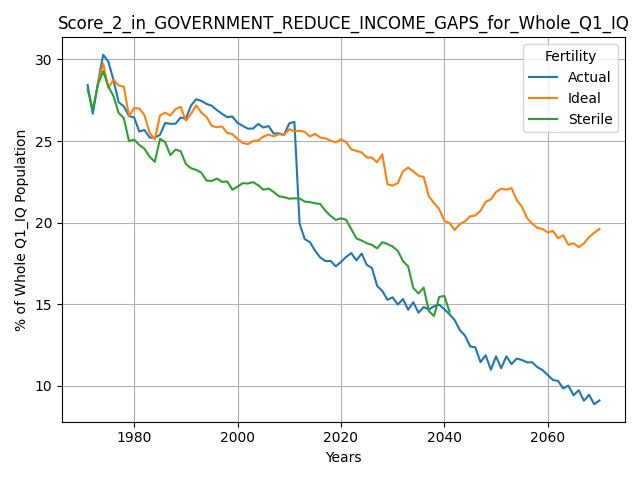 Score_2_in_GOVERNMENT_REDUCE_INCOME_GAPS_for_Whole_Q1_IQ
Fertility
Actual
Ideal
Sterile
% of Whole Q1_IQ Population
30
25
20
15
10
1980
2000
2020
2040
2060
Years